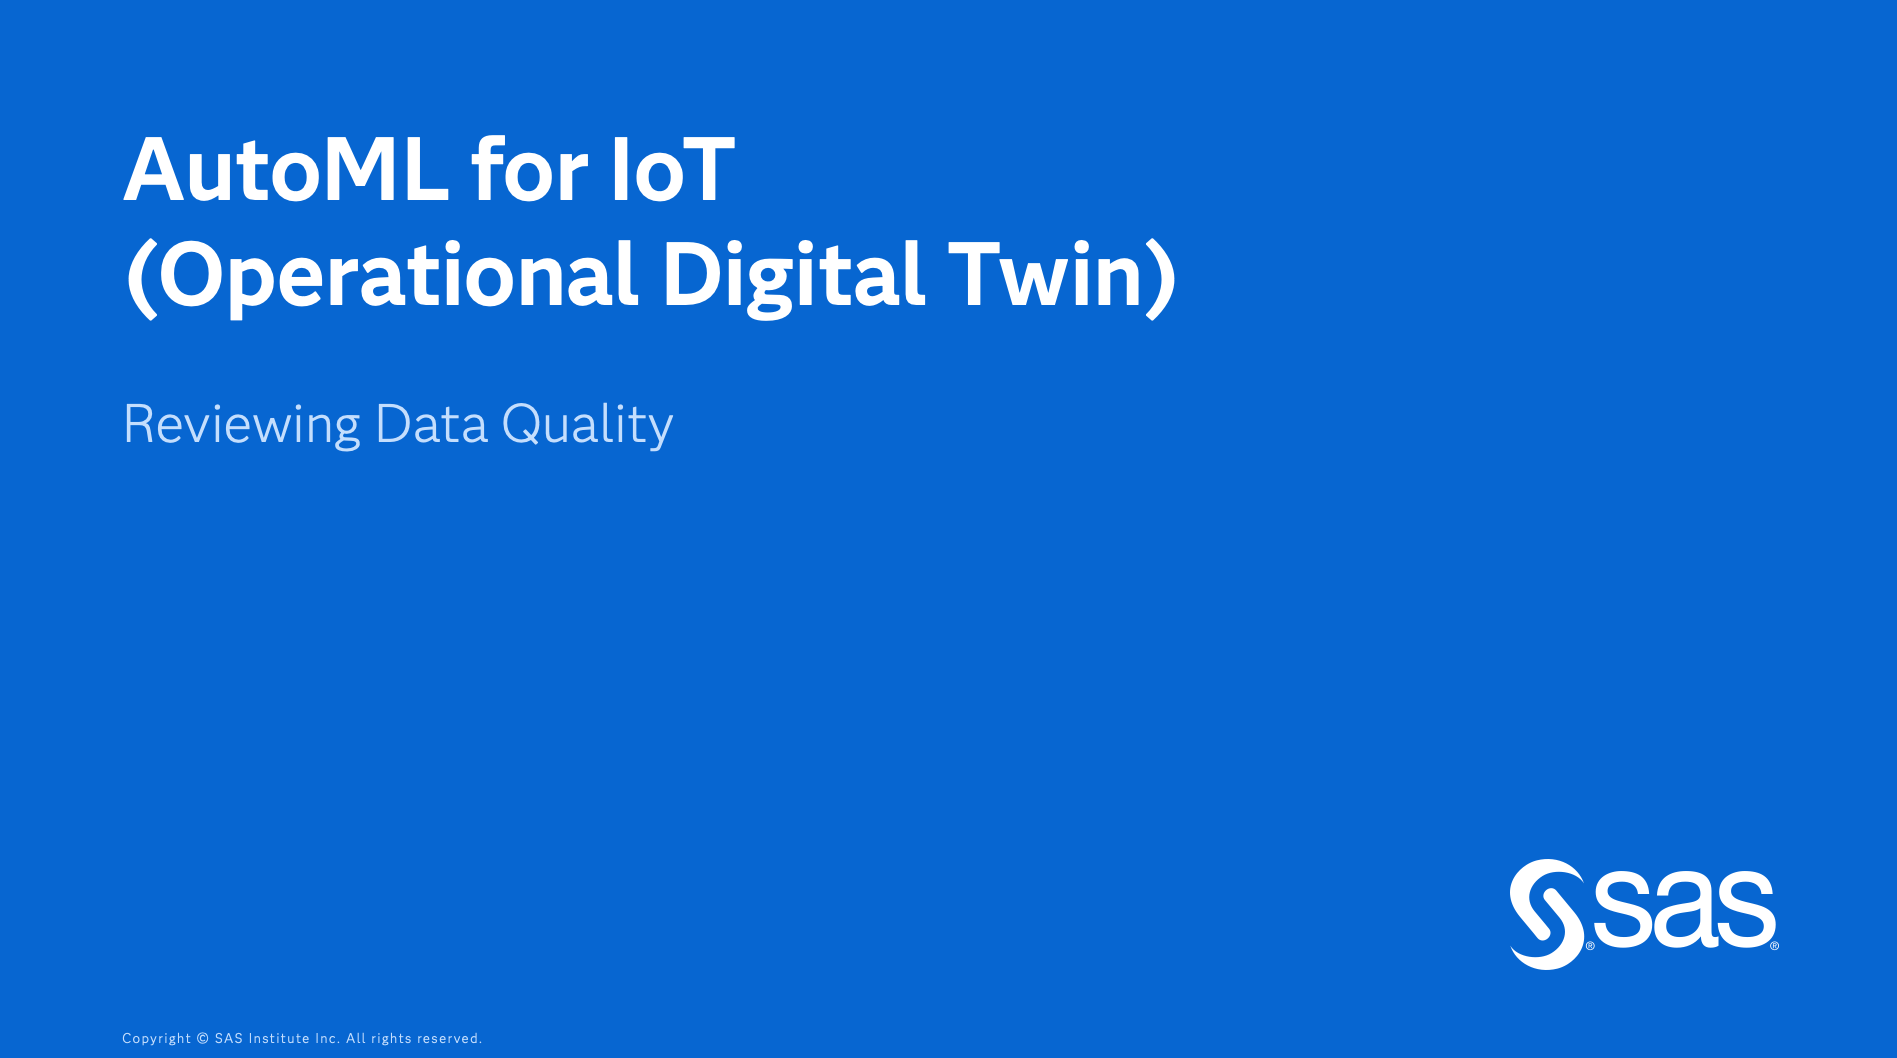 AutoML for IoT
(Operational Digital Twin)
Reviewing Data Quality
sas
Copyright © SAS Institute Inc. All rights reserved.